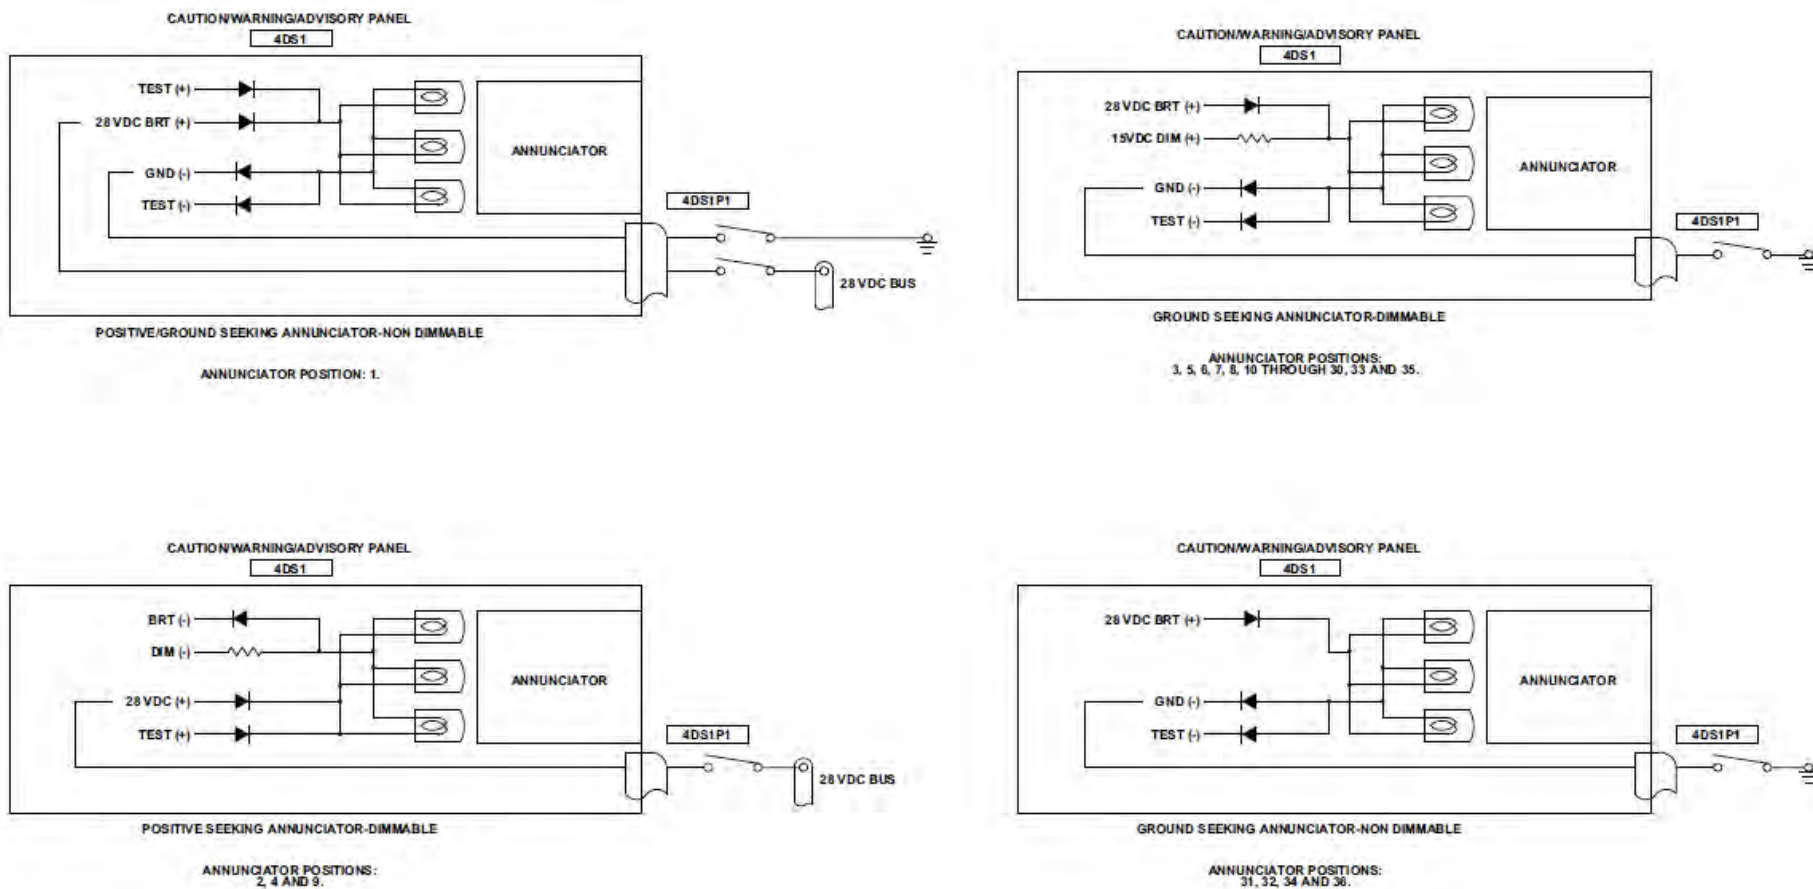 CAUTION/WARNING/ADVISORY PANEL
4DS1
TEST (+)
28 VDC BRT (+)
GND (-)
TEST (-)
ANNUNCIATOR
4DS1P1
28 VDC BUS
POSITIVE/GROUND SEEKING ANNUNCIATOR-NON DIMMABLE
ANNUNCIATOR POSITION: 1.
CAUTION/WARNING/ADVISORY PANEL
4DS1
28 VDC BRT (+)
15VDC DIM (+)
GND (-)
TEST (-)
ANNUNCIATOR
4DS1P1
GROUND SEEKING ANNUNCIATOR-DIMMABLE
ANNUNCIATOR POSITIONS:
3, 5, 6, 7, 8, 10 THROUGH 30, 33 AND 35.
CAUTION/WARNING/ADVISORY PANEL
4DS1
BRT (-)
DIM (-)
28 VDC (+)
TEST (+)
ANNUNCIATOR
4DS1P1
28 VDC BUS
POSITIVE SEEKING ANNUNCIATOR-DIMMABLE
ANNUNCIATOR POSITIONS:
2, 4 AND 9.
CAUTION/WARNING/ADVISORY PANEL
4DS1
28 VDC BRT (+)
GND (-)
TEST (-)
ANNUNCIATOR
4DS1P1
GROUND SEEKING ANNUNCIATOR-NON DIMMABLE
ANNUNCIATOR POSITIONS:
31, 32, 34 AND 36.